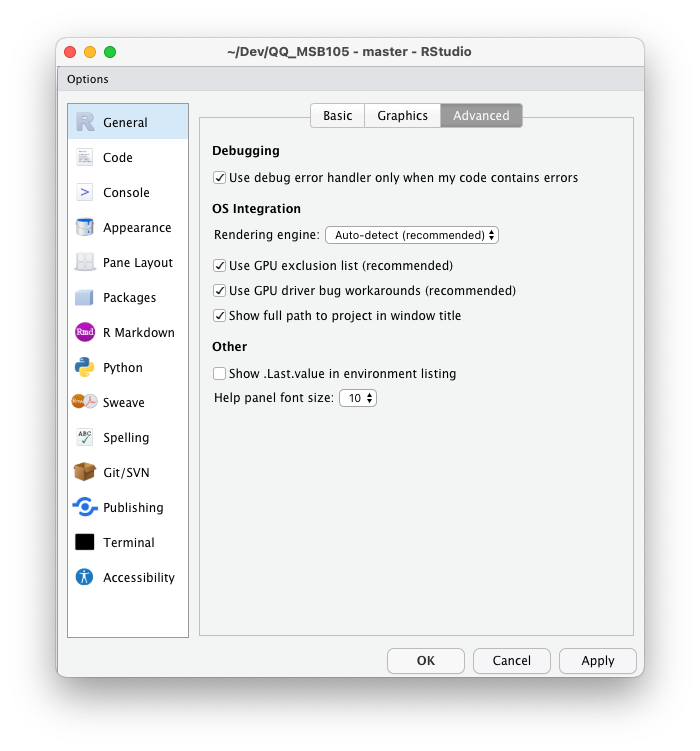 ~/Dev/QQ_MSB105 - master - RStudio
Options
General
Code
Console
Appearance
Pane Layout
Packages
R Markdown
Python
Sweave
Spelling
Git/SVN
Publishing
Terminal
Accessibility
Basic Graphics Advanced
Debugging
Use debug error handler only when my code contains errors
OS Integration
Rendering engine: Auto-detect (recommended)
Use GPU exclusion list (recommended)
Use GPU driver bug workarounds (recommended)
Show full path to project in window title
Other
Show .Last.value in environment listing
Help panel font size: 10
OK Cancel Apply